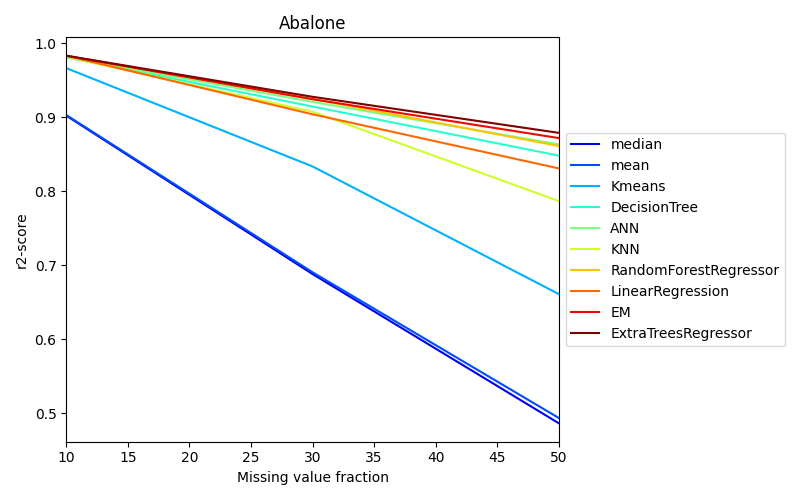 Abalone
1.0
0.9
0.8
0.7
0.6
0.5
r2-score
10
15
20
25
30
35
40
45
50
Missing value fraction
median
mean
Kmeans
DecisionTree
ANN
KNN
RandomForestRegressor
LinearRegression
EM
ExtraTreesRegressor